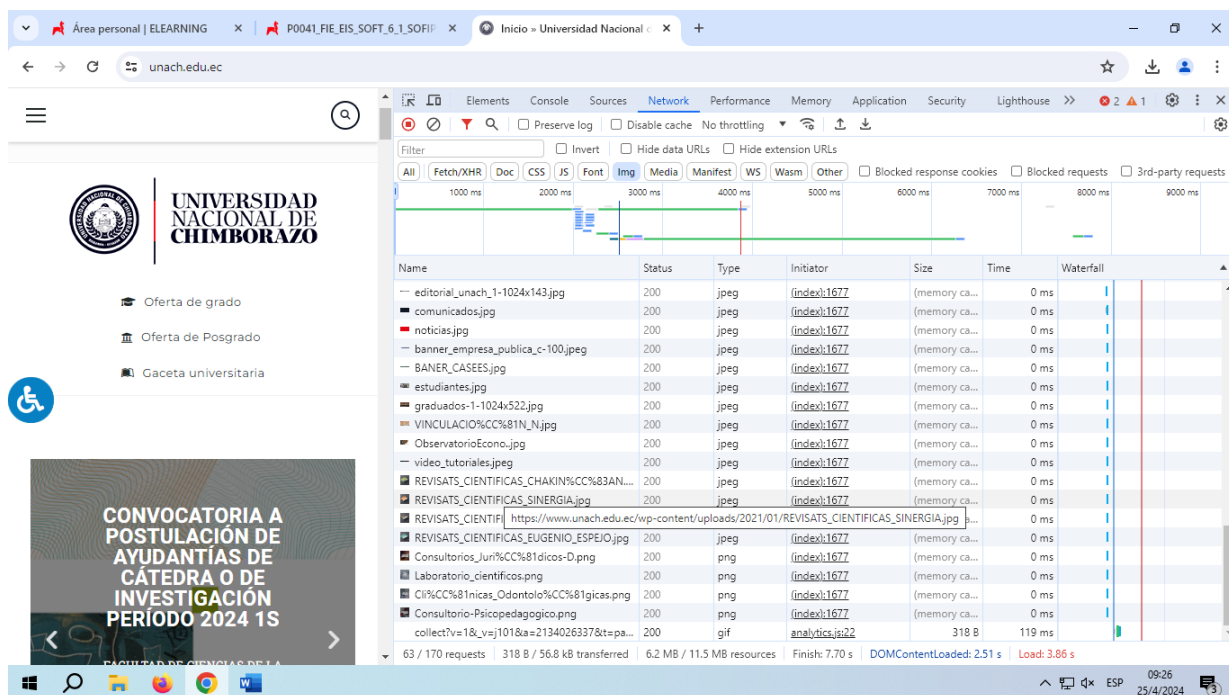 Área personal | ELEARNING
P0041_FIE_EIS_SOFT_6_1_SOFIP
Inicio » Universidad Nacional d
unach.edu.ec
Elements Console Sources Network Performance Memory Application Security Lighthouse 2 1
Preserve log Disable cache No throttling
Filter Invert Hide data URLs Hide extension URLs
All Fetch/XHR Doc CSS JS Font Img Media Manifest WS Wasm Other Blocked response cookies Blocked requests 3rd-party requests
1000 ms 2000 ms 3000 ms 4000 ms 5000 ms 6000 ms 7000 ms 8000 ms 9000 ms
UNIVERSIDAD
NACIONAL DE
CHIMBORAZO
Oferta de grado
Oferta de Posgrado
Gaceta universitaria
CONVOCATORIA A
POSTULACIÓN DE
AYUDANTÍAS DE
CÁTEDRA O DE
INVESTIGACIÓN
PERÍODO 2024 1S
FACULTAD DE CIENCIAS DE LA
Name Status Type Initiator Size Time Waterfall
editorial_unach_1-1024x143.jpg 200 jpeg (index):1677 (memory ca... 0 ms
comunicados.jpg 200 jpeg (index):1677 (memory ca... 0 ms
noticias.jpg 200 jpeg (index):1677 (memory ca... 0 ms
banner_empresa_publica_c-100.jpeg 200 jpeg (index):1677 (memory ca... 0 ms
BANER_CASEES.jpg 200 jpeg (index):1677 (memory ca... 0 ms
estudiantes.jpg 200 jpeg (index):1677 (memory ca... 0 ms
graduados-1-1024x522.jpg 200 jpeg (index):1677 (memory ca... 0 ms
VINCULACIO%CC%81N_N.jpg 200 jpeg (index):1677 (memory ca... 0 ms
ObservatorioEcono..jpg 200 jpeg (index):1677 (memory ca... 0 ms
video_tutoriales.jpeg 200 jpeg (index):1677 (memory ca... 0 ms
REVISATS_CIENTIFICAS_CHAKIN%CC%83AN.... 200 jpeg (index):1677 (memory ca... 0 ms
REVISATS_CIENTIFICAS_SINERGIA.jpg 200 jpeg (index):1677 (memory ca... 0 ms
REVISATS_CIENTIFI https://www.unach.edu.ec/wp-content/uploads/2021/01/REVISATS_CIENTIFICAS_SINERGIA.jpg a... 0 ms
REVISATS_CIENTIFICAS_EUGENIO_ESPEJO.jpg 200 jpeg (index):1677 (memory ca... 0 ms
Consultorios_Juri%CC%81dicos-D.png 200 png (index):1677 (memory ca... 0 ms
Laboratorio_cientificos.png 200 png (index):1677 (memory ca... 0 ms
Cli%CC%81nicas_Odontolo%CC%81gicas.png 200 png (index):1677 (memory ca... 0 ms
Consultorio-Psicopedagogico.png 200 png (index):1677 (memory ca... 0 ms
collect?v=1&_v=j101&a=2134026337&t=pa... 200 gif analytics.js:22 318 B 119 ms
63 / 170 requests 318 B / 56.8 kB transferred 6.2 MB / 11.5 MB resources Finish: 7.70 s DOMContentLoaded: 2.51 s Load: 3.86 s
ESP 09:26
25/4/2024